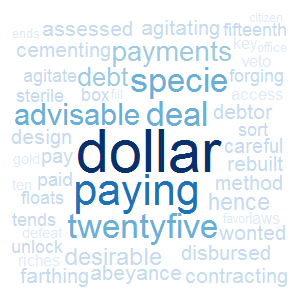 citizen
ends assessed agitating fifteenth
cementing payments key office
veto
agitate debt specie forging
sterile box fill access
advisable deal debtor
design sort
dollar careful
gold pay rebuilt
ten paid paying method
floats hence
tends twentyfive favor laws
defeat wonted
unlock desirable disbursed
riches
farthing abeyance contracting